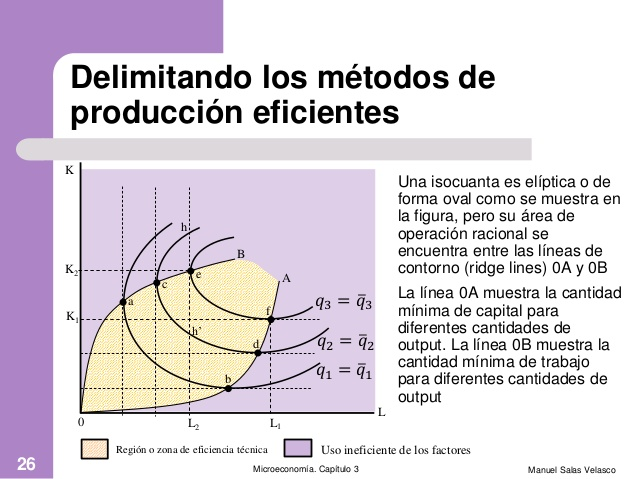 Delimitando los métodos de
producción eficientes
K
h
B
K₂
c
e
A
a
Una isocuanta es elíptica o de
forma oval como se muestra en
la figura, pero su área de
operación racional se
encuentra entre las líneas de
contorno (ridge lines) 0A y 0B
La línea 0A muestra la cantidad
mínima de capital para
diferentes cantidades de
output. La línea 0B muestra la
cantidad mínima de trabajo
para diferentes cantidades de
output
f
q₃ = q̅₃
K₁
h'
d
q₂ = q̅₂
b
q₁ = q̅₁
0
L₂
L₁
L
Región o zona de eficiencia técnica
Uso ineficiente de los factores
26
Microeconomía. Capítulo 3
Manuel Salas Velasco